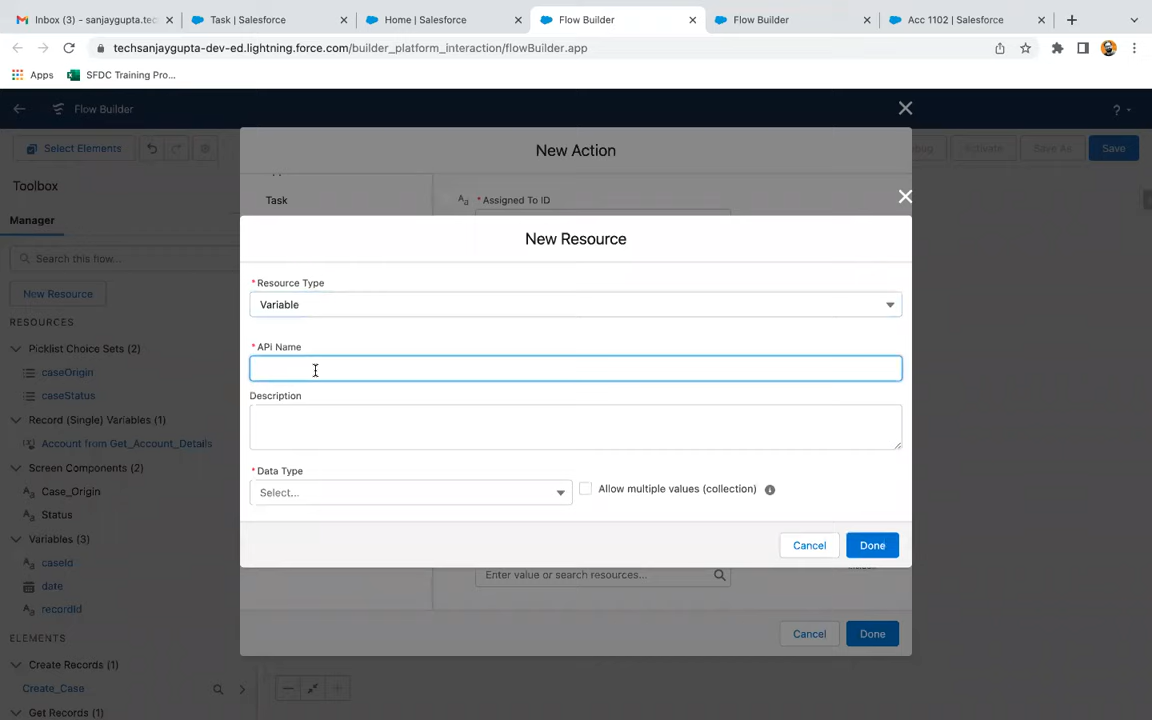 Inbox (3) - sanjaygupta.tec
Task | Salesforce
Home | Salesforce
Flow Builder
Flow Builder
Acc 1102 | Salesforce
techsanjaygupta-dev-ed.lightning.force.com/builder_platform_interaction/flowBuilder.app
Apps
SFDC Training Pro...
Flow Builder
?
Select Elements
New Action
Activate
Save As
Save
Toolbox
Task
* Assigned To ID
Manager
Search this flow...
New Resource
New Resource
* Resource Type
Variable
RESOURCES
Picklist Choice Sets (2)
* API Name
caseOrigin
caseStatus
Description
Record (Single) Variables (1)
Account from Get_Account_Details
Screen Components (2)
* Data Type
Case_Origin
Select...
Allow multiple values (collection)
Status
Variables (3)
Cancel
Done
caseId
Enter value or search resources...
date
recordId
ELEMENTS
Cancel
Done
Create Records (1)
Create_Case
Get Records (1)